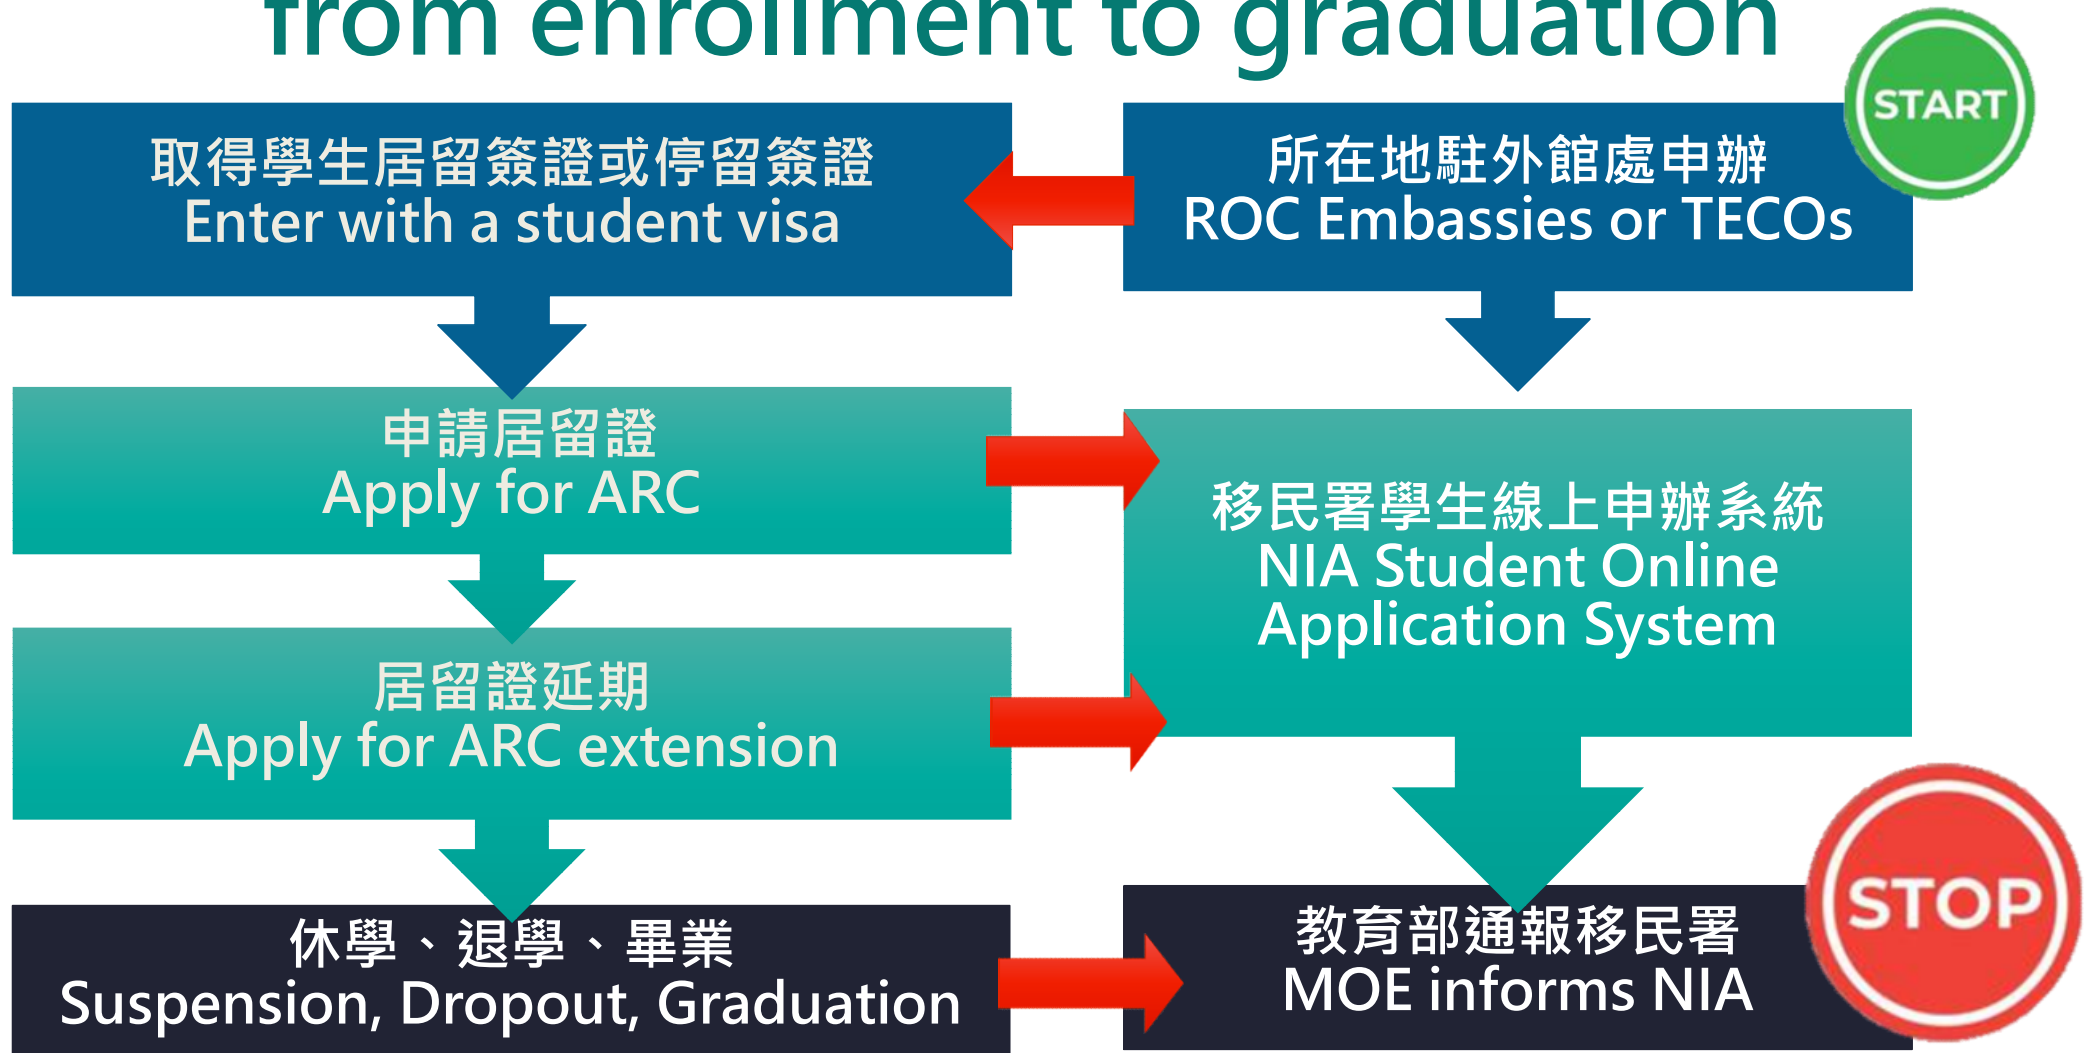 from enrollment to graduation
START
取得學生居留簽證或停留簽證
Enter with a student visa
所在地駐外館處申辦
ROC Embassies or TECOs
申請居留證
Apply for ARC
移民署學生線上申辦系統
NIA Student Online
Application System
居留證延期
Apply for ARC extension
休學、退學、畢業
Suspension, Dropout, Graduation
教育部通報移民署
MOE informs NIA
STOP